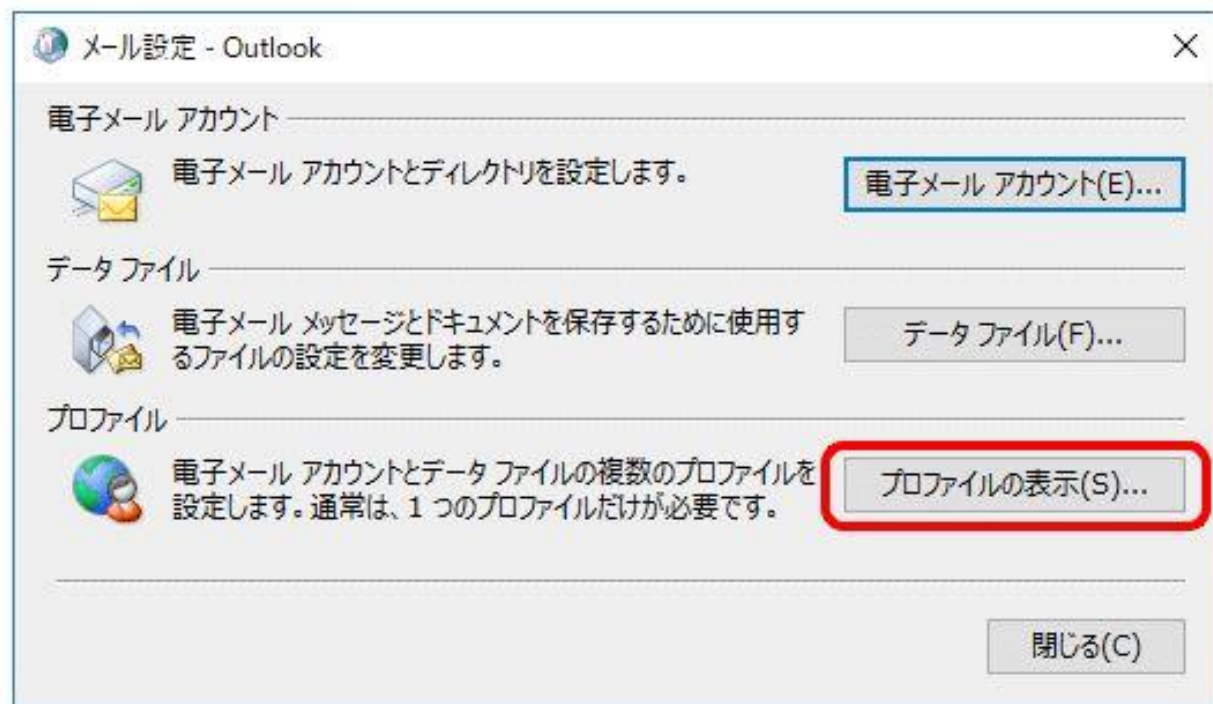 メール設定 - Outlook
電子メール アカウント
電子メール アカウントとディレクトリを設定します。
電子メール アカウント(E)...
データ ファイル
電子メール メッセージとドキュメントを保存するために使用す
るファイルの設定を変更します。
データ ファイル(F)...
プロファイル
電子メール アカウントとデータ ファイルの複数のプロファイルを
設定します。通常は、1 つのプロファイルだけが必要です。
プロファイルの表示(S)...
閉じる(C)